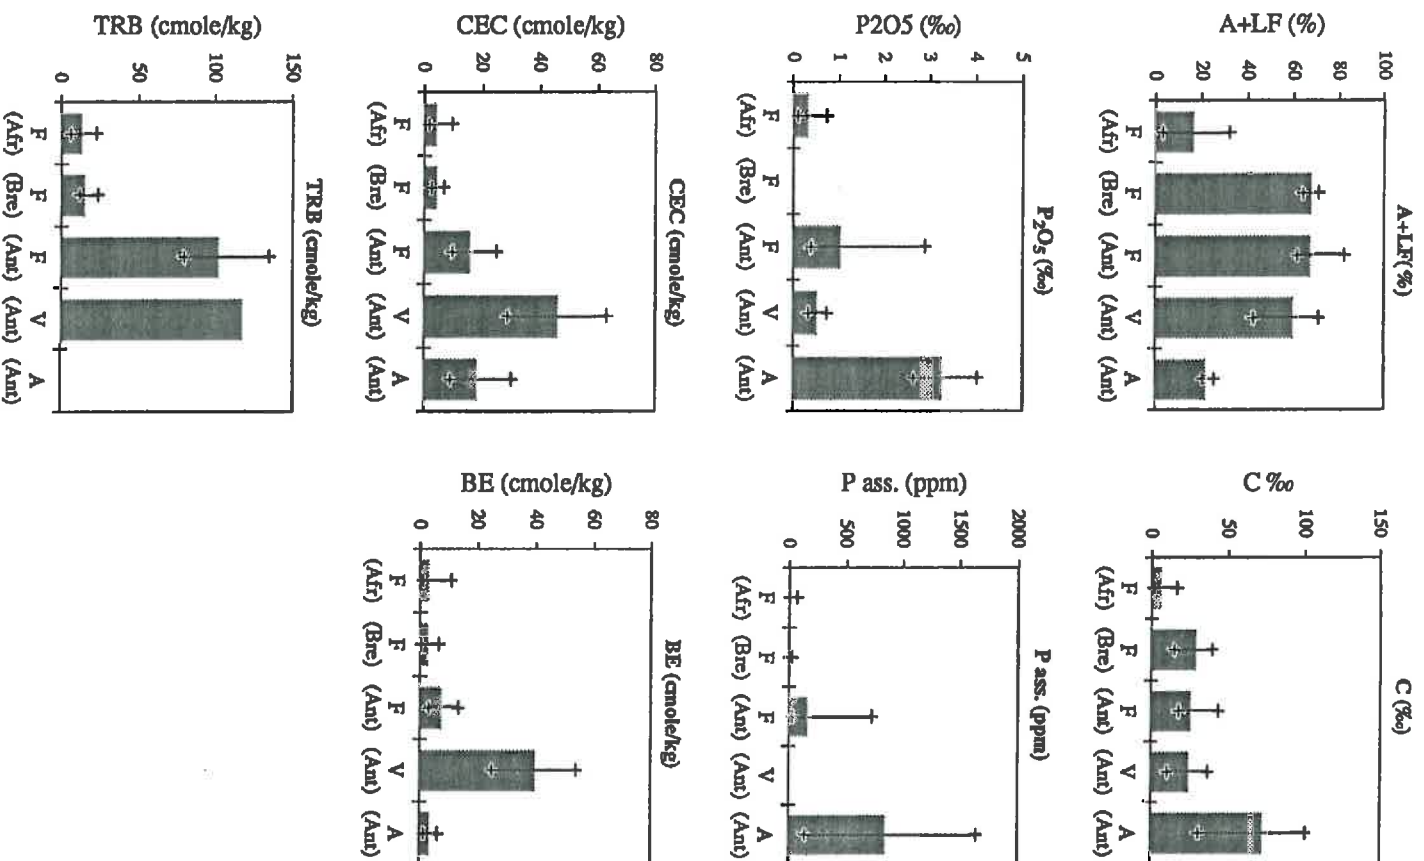 A+LF(%)
A+LF (%)
100
80
60
40
20
0
F F F V A
(Afr) (Bre) (Ant) (Ant) (Ant)
C (‰)
C ‰
150
100
50
0
F F F V A
(Afr) (Bre) (Ant) (Ant) (Ant)
P₂O₅ (‰)
P2O5 (‰)
5
4
3
2
1
0
F F F V A
(Afr) (Bre) (Ant) (Ant) (Ant)
P ass. (ppm)
P ass. (ppm)
2000
1500
1000
500
0
F F F V A
(Afr) (Bre) (Ant) (Ant) (Ant)
CEC (cmole/kg)
CEC (cmole/kg)
80
60
40
20
0
F F F V A
(Afr) (Bre) (Ant) (Ant) (Ant)
BE (cmole/kg)
BE (cmole/kg)
80
60
40
20
0
F F F V A
(Afr) (Bre) (Ant) (Ant) (Ant)
TRB (cmole/kg)
TRB (cmole/kg)
150
100
50
0
F F F V A
(Afr) (Bre) (Ant) (Ant) (Ant)